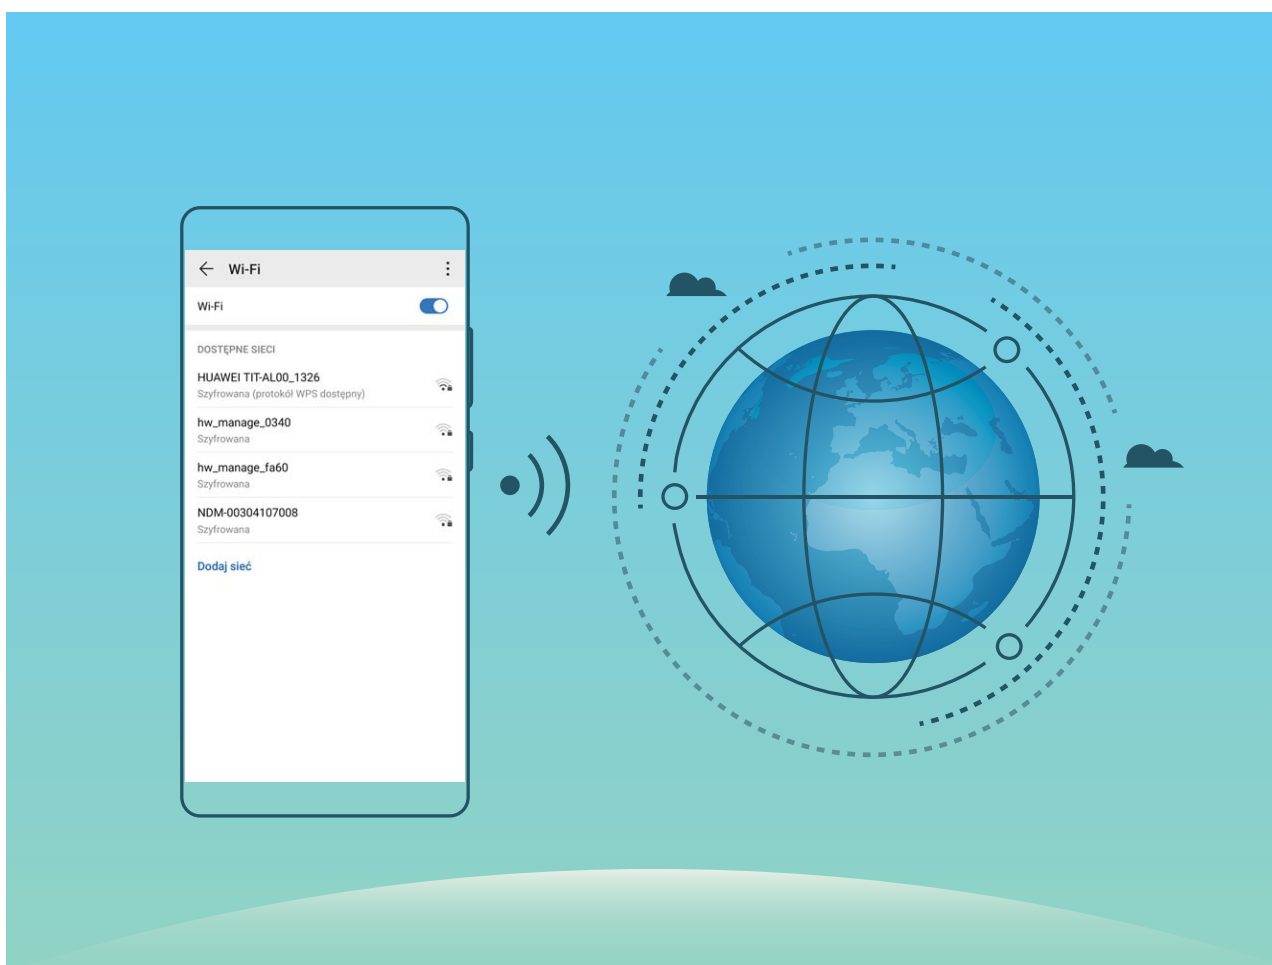 Wi-Fi
Wi-Fi
DOSTĘPNE SIECI
HUAWEI TIT-AL00_1326
Szyfrowana (protokół WPS dostępny)
hw_manage_0340
Szyfrowana
hw_manage_fa60
Szyfrowana
NDM-00304107008
Szyfrowana
Dodaj sieć